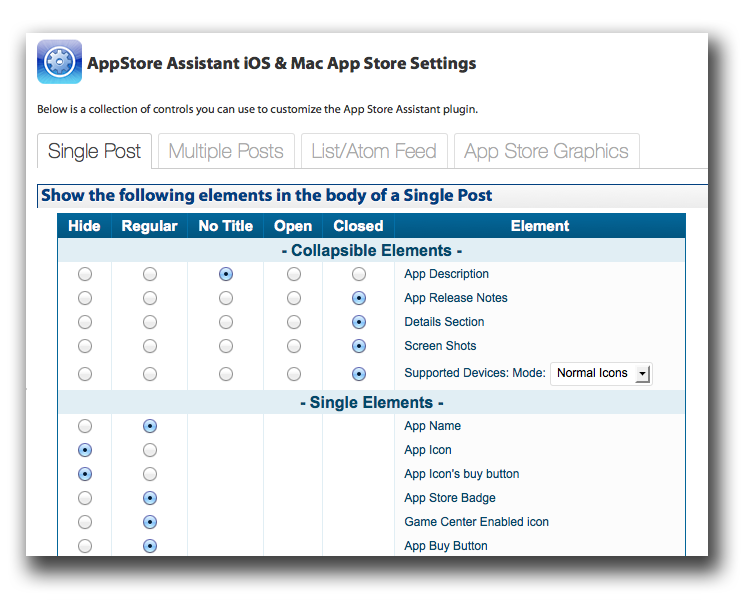 AppStore Assistant iOS & Mac App Store Settings
Below is a collection of controls you can use to customize the App Store Assistant plugin.
Single Post Multiple Posts List/Atom Feed App Store Graphics
Show the following elements in the body of a Single Post
Hide Regular No Title Open Closed Element
- Collapsible Elements -
App Description
App Release Notes
Details Section
Screen Shots
Supported Devices: Mode: Normal Icons
- Single Elements -
App Name
App Icon
App Icon's buy button
App Store Badge
Game Center Enabled icon
App Buy Button